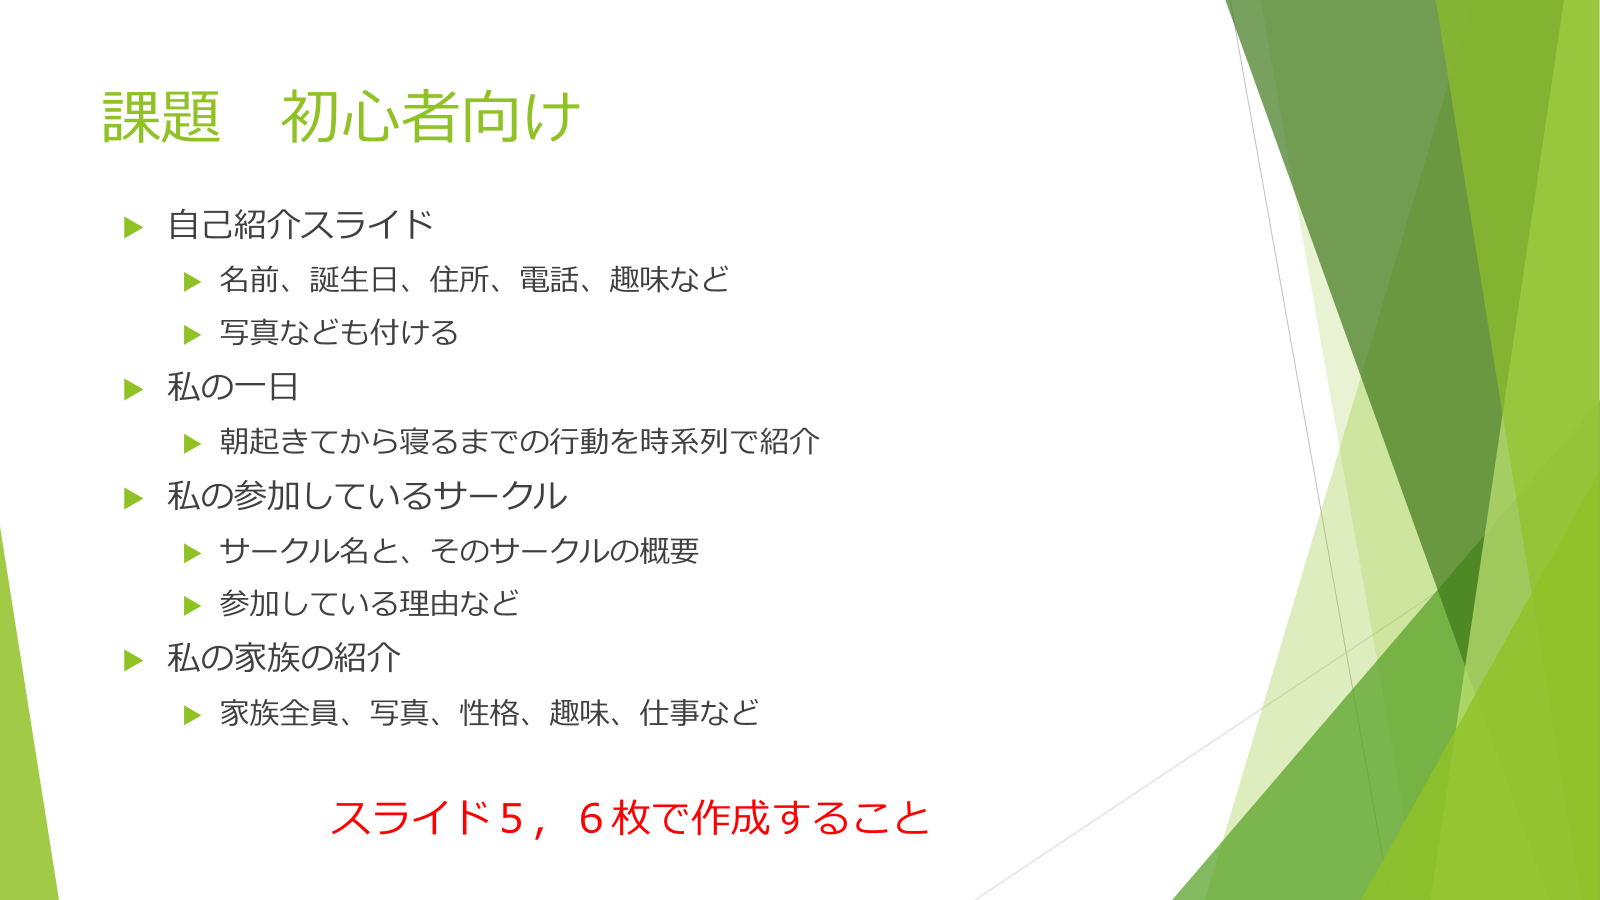 課題　初心者向け
自己紹介スライド
名前、誕生日、住所、電話、趣味など
写真なども付ける
私の一日
朝起きてから寝るまでの行動を時系列で紹介
私の参加しているサークル
サークル名と、そのサークルの概要
参加している理由など
私の家族の紹介
家族全員、写真、性格、趣味、仕事など
スライド５，６枚で作成すること